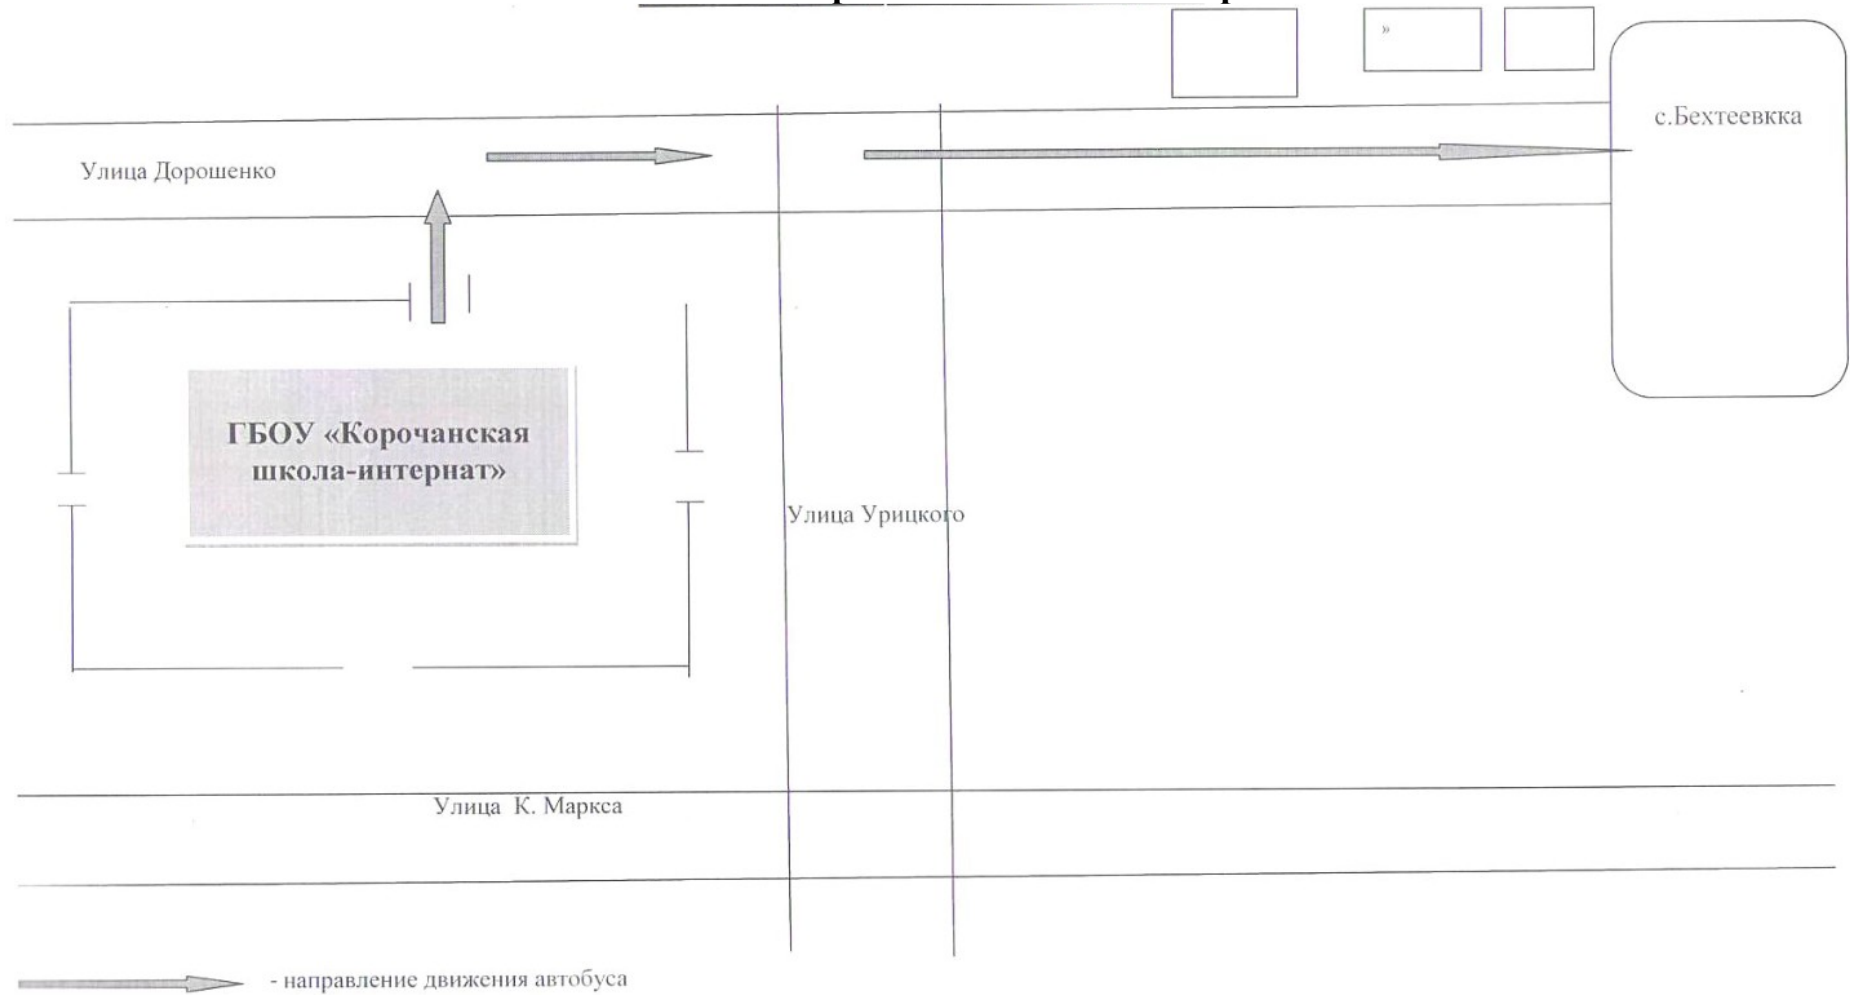 »
с.Бехтеевкка
Улица Дорошенко
ГБОУ «Корочанская
школа-интернат»
Улица Урицкого
Улица К. Маркса
- направление движения автобуса